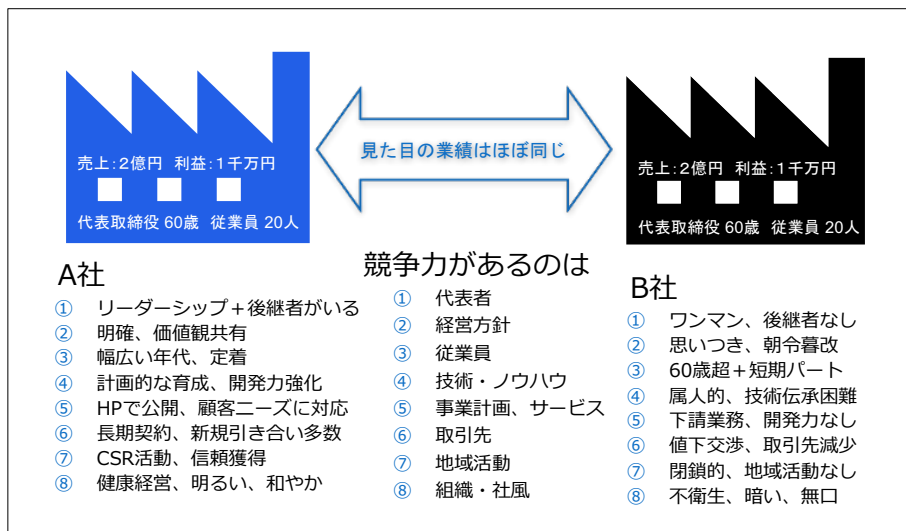 売上:2億円 利益:1千万円
代表取締役 60歳 従業員 20人
見た目の業績はほぼ同じ
売上:2億円 利益:1千万円
代表取締役 60歳 従業員 20人
A社
① リーダーシップ＋後継者がいる
② 明確、価値観共有
③ 幅広い年代、定着
④ 計画的な育成、開発力強化
⑤ HPで公開、顧客ニーズに対応
⑥ 長期契約、新規引き合い多数
⑦ CSR活動、信頼獲得
⑧ 健康経営、明るい、和やか
競争力があるのは
① 代表者
② 経営方針
③ 従業員
④ 技術・ノウハウ
⑤ 事業計画、サービス
⑥ 取引先
⑦ 地域活動
⑧ 組織・社風
B社
① ワンマン、後継者なし
② 思いつき、朝令暮改
③ 60歳超＋短期パート
④ 属人的、技術伝承困難
⑤ 下請業務、開発力なし
⑥ 値下交渉、取引先減少
⑦ 閉鎖的、地域活動なし
⑧ 不衛生、暗い、無口